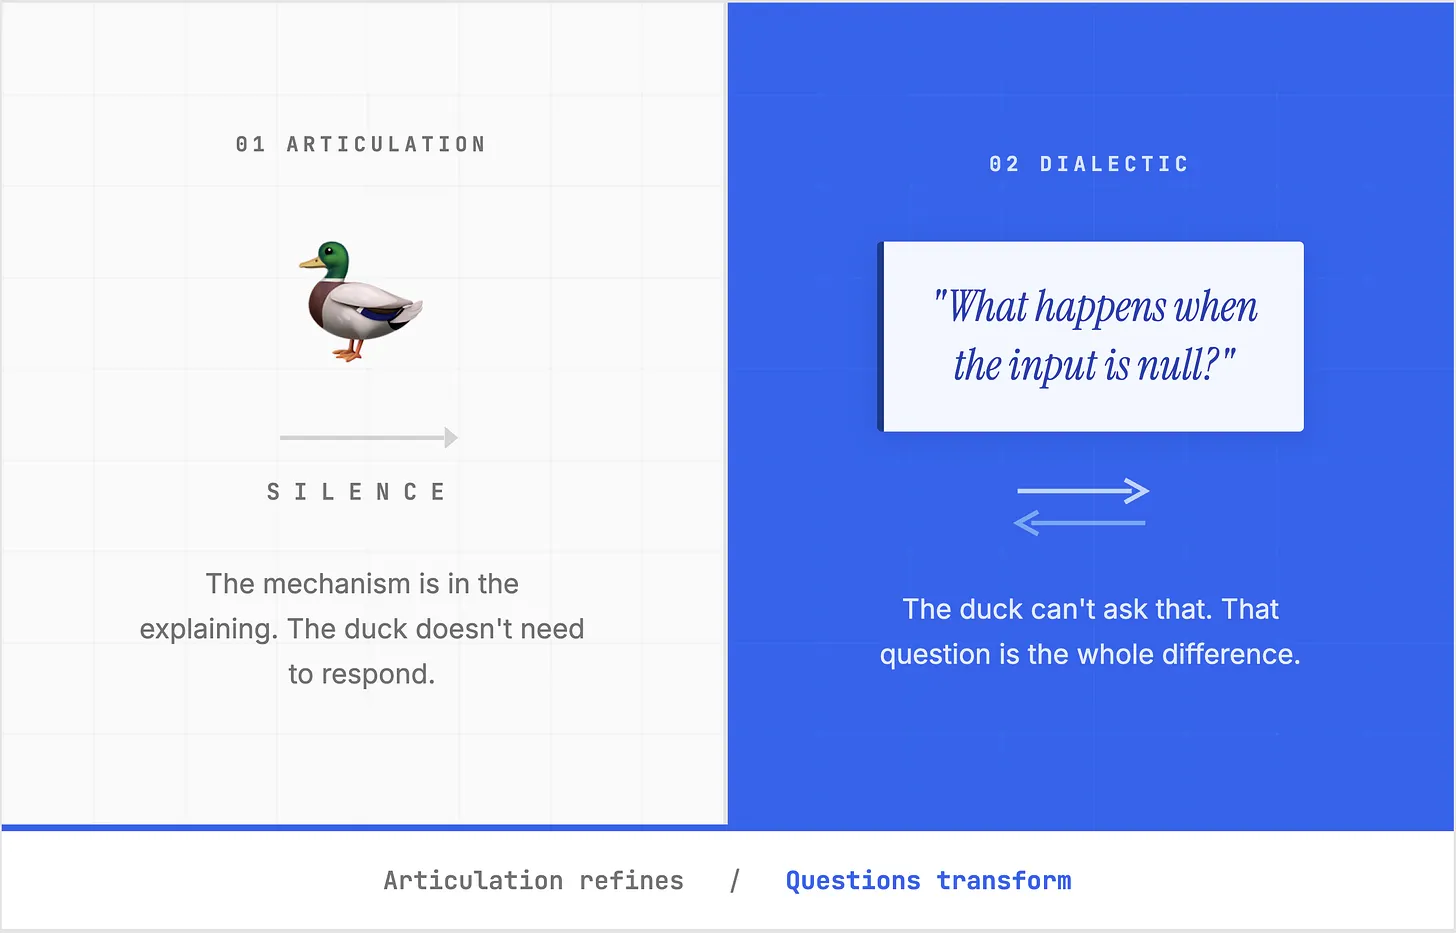 01 ARTICULATION
SILENCE
The mechanism is in the
explaining. The duck doesn't need
to respond.
02 DIALECTIC
"What happens when
the input is null?"
The duck can't ask that. That
question is the whole difference.
Articulation refines / Questions transform